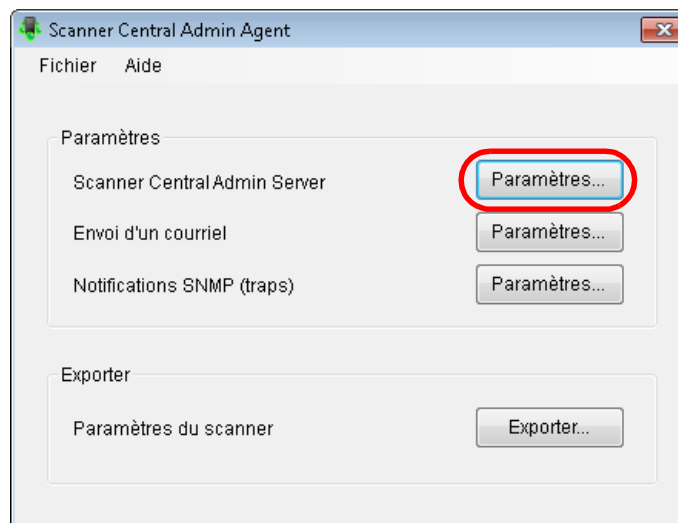 Scanner Central Admin Agent
Fichier Aide
Paramètres
Scanner Central Admin Server Paramètres...
Envoi d'un courriel Paramètres...
Notifications SNMP (traps) Paramètres...
Exporter
Paramètres du scanner Exporter...